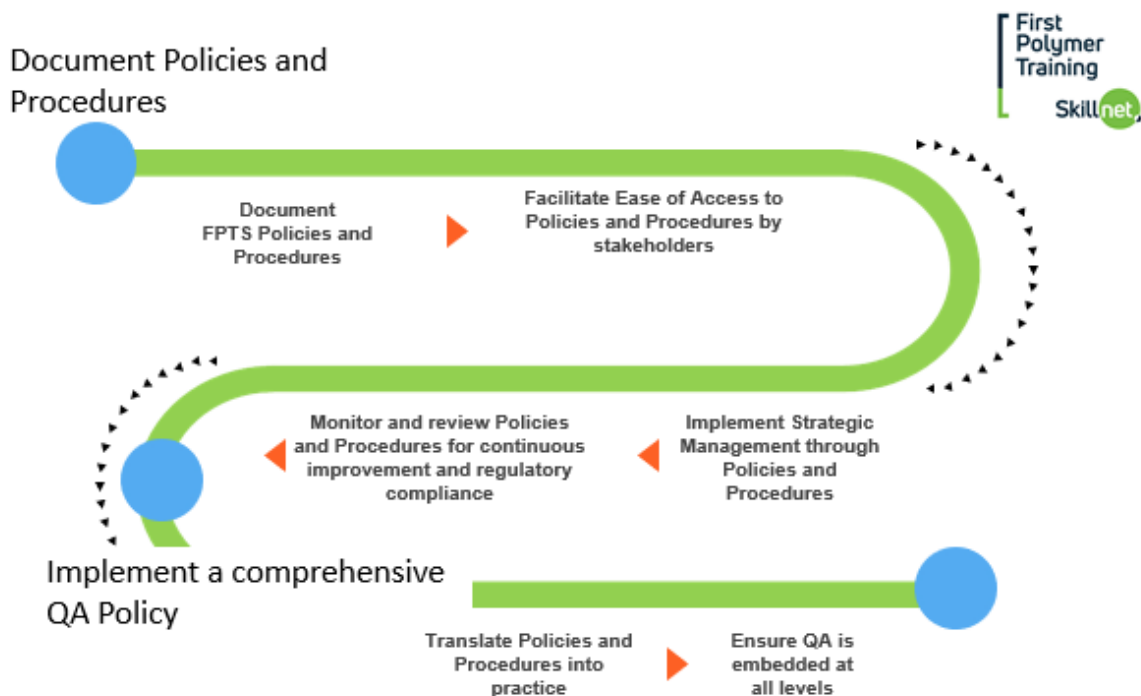 First
Polymer
Training
Skillnet
Document Policies and
Procedures
Document
FPTS Policies and
Procedures
Facilitate Ease of Access to
Policies and Procedures by
stakeholders
Implement Strategic
Management through
Policies and
Procedures
Monitor and review Policies
and Procedures for continuous
improvement and regulatory
compliance
Implement a comprehensive
QA Policy
Translate Policies and
Procedures into
practice
Ensure QA is
embedded at
all levels